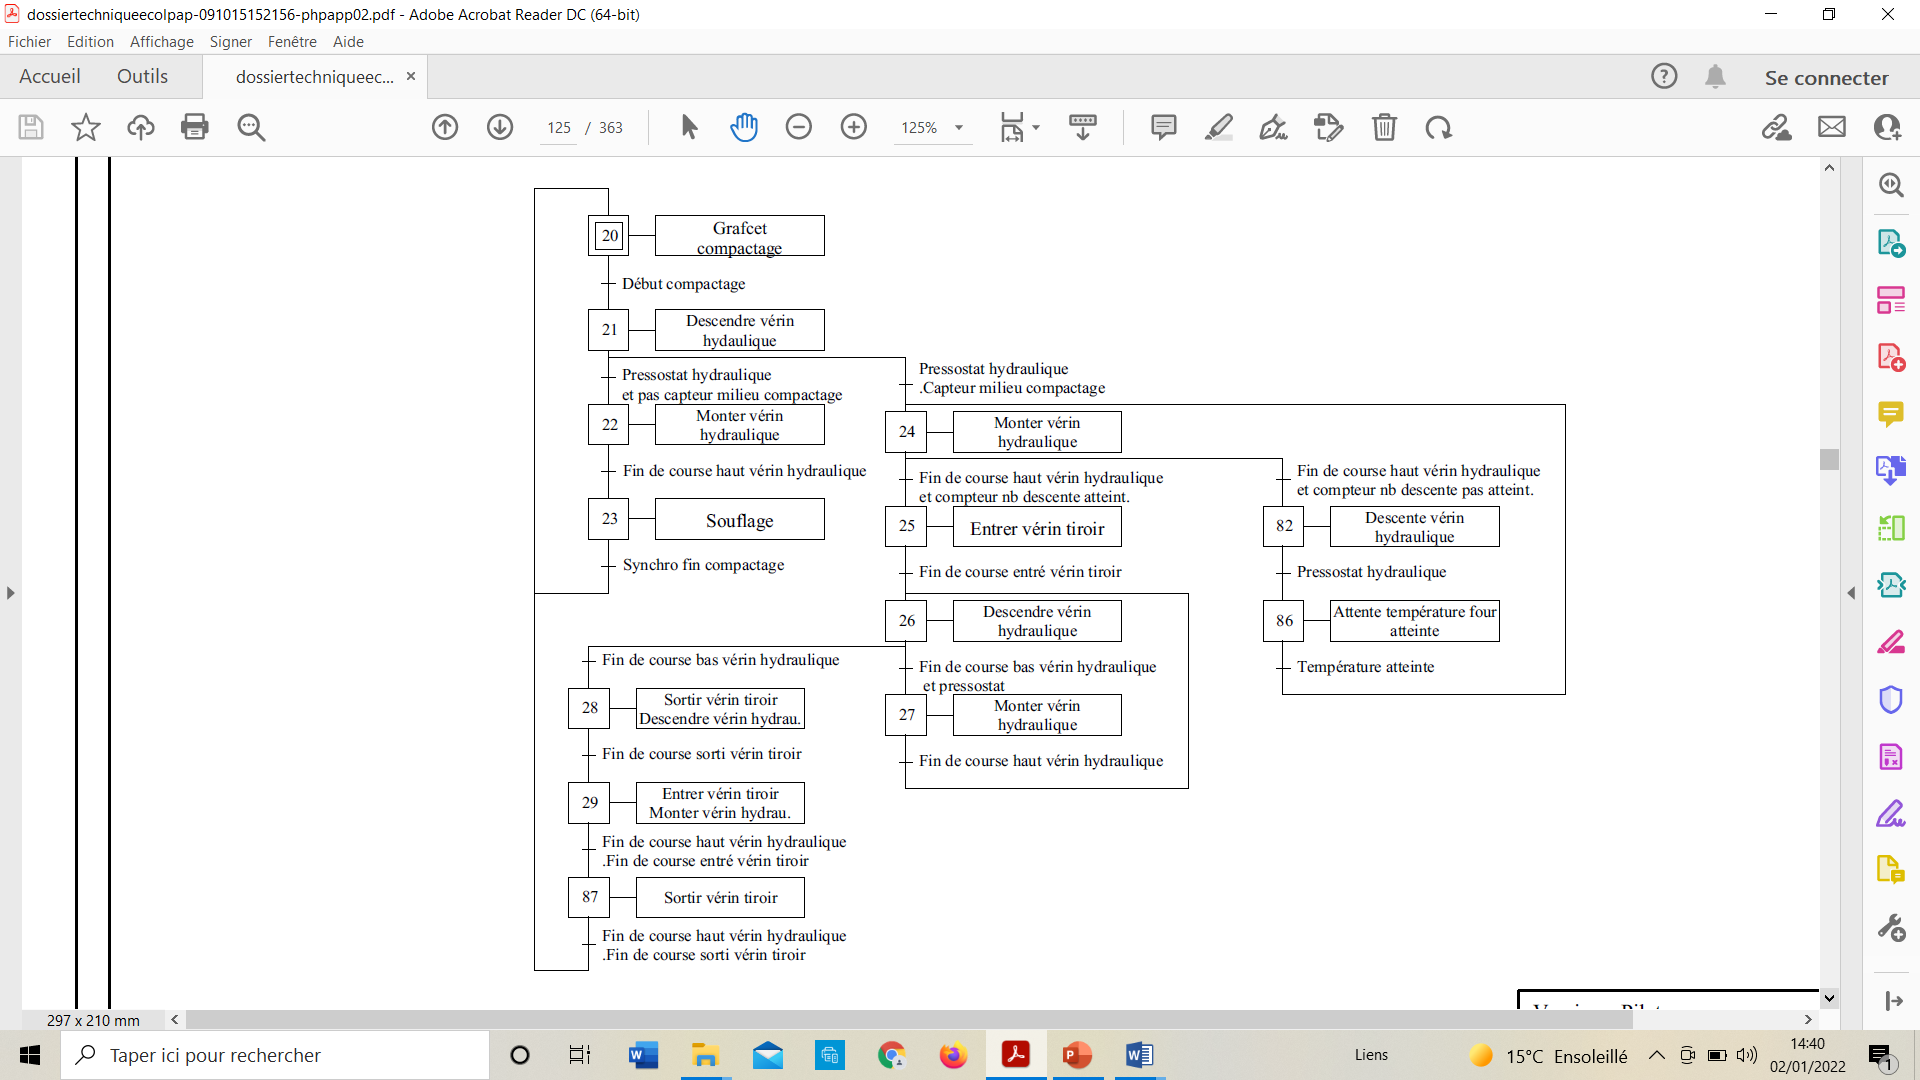 dossiertechniqueecolpap-091015152156-phpapp02.pdf - Adobe Acrobat Reader DC (64-bit)
Fichier Edition Affichage Signer Fenêtre Aide
Accueil Outils dossiertechniqueec... × Se connecter
125 / 363 125%
20
Grafcet
compactage
Début compactage
21
Descendre vérin
hydaulique
Pressostat hydraulique
et pas capteur milieu compactage
Pressostat hydraulique
.Capteur milieu compactage
22
Monter vérin
hydraulique
24
Monter vérin
hydraulique
Fin de course haut vérin hydraulique
Fin de course haut vérin hydraulique
et compteur nb descente atteint.
Fin de course haut vérin hydraulique
et compteur nb descente pas atteint.
23
Souflage
25
Entrer vérin tiroir
82
Descente vérin
hydraulique
Synchro fin compactage
Fin de course entré vérin tiroir
Pressostat hydraulique
26
Descendre vérin
hydraulique
86
Attente température four
atteinte
Fin de course bas vérin hydraulique
Fin de course bas vérin hydraulique
et pressostat
Température atteinte
28
Sortir vérin tiroir
Descendre vérin hydrau.
27
Monter vérin
hydraulique
Fin de course sorti vérin tiroir
Fin de course haut vérin hydraulique
29
Entrer vérin tiroir
Monter vérin hydrau.
Fin de course haut vérin hydraulique
.Fin de course entré vérin tiroir
87
Sortir vérin tiroir
Fin de course haut vérin hydraulique
.Fin de course sorti vérin tiroir
297 x 210 mm
Taper ici pour rechercher
Liens
15°C Ensoleillé
14:40
02/01/2022
1